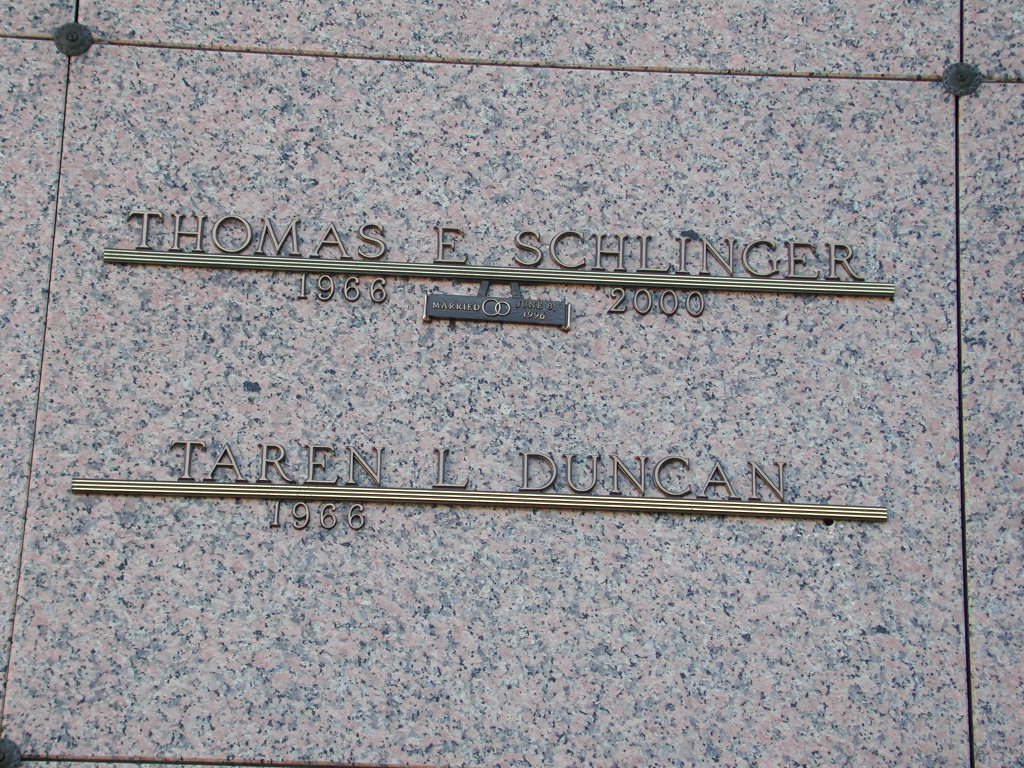 THOMAS E SCHLINGER
1966 2000
MARRIED JUNE 8,
1996
TAREN L DUNCAN
1966